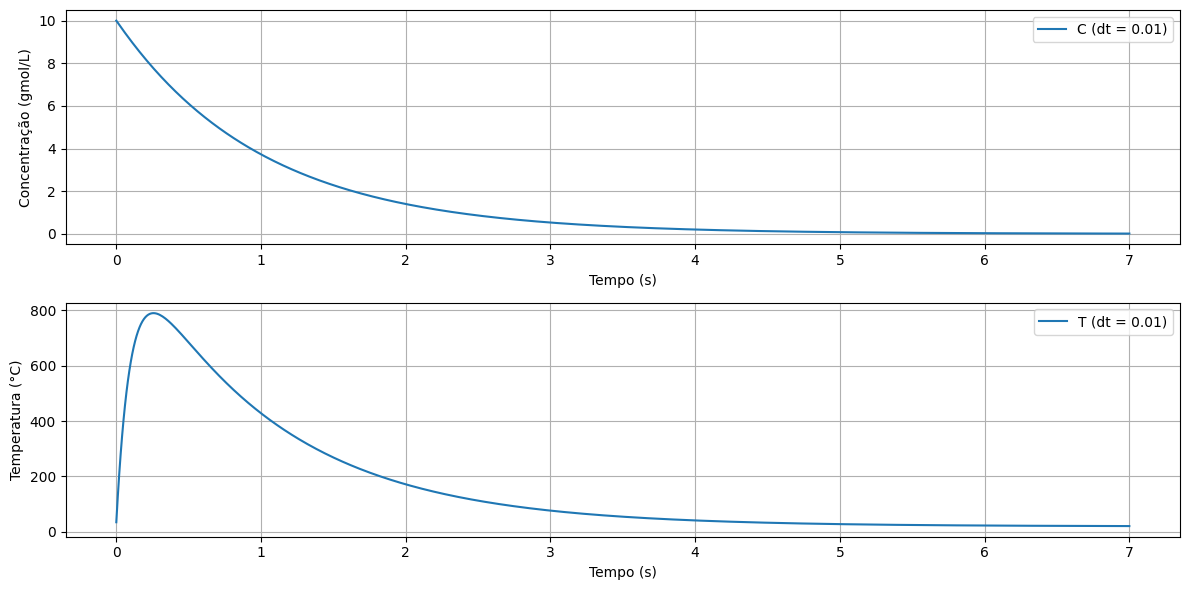 C (dt = 0.01)
Concentração (gmol/L)
10
8
6
4
2
0
0 1 2 3 4 5 6 7
Tempo (s)
T (dt = 0.01)
Temperatura (°C)
800
600
400
200
0
0 1 2 3 4 5 6 7
Tempo (s)